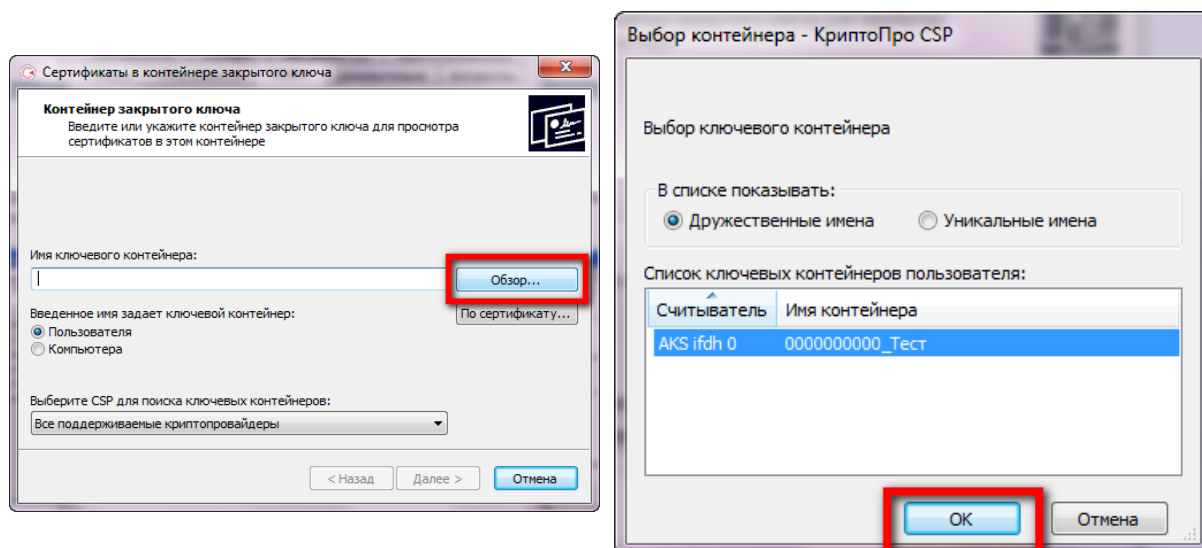 Сертификаты в контейнере закрытого ключа
Контейнер закрытого ключа
Введите или укажите контейнер закрытого ключа для просмотра
сертификатов в этом контейнере
Имя ключевого контейнера:
Обзор...
Введенное имя задает ключевой контейнер:
По сертификату...
Пользователя
Компьютера
Выберите CSP для поиска ключевых контейнеров:
Все поддерживаемые криптопровайдеры
< Назад
Далее >
Отмена
Выбор контейнера - КриптоПро CSP
Выбор ключевого контейнера
В списке показывать:
Дружественные имена
Уникальные имена
Список ключевых контейнеров пользователя:
Считыватель
Имя контейнера
AKS ifdh 0
0000000000_Тест
OK
Отмена